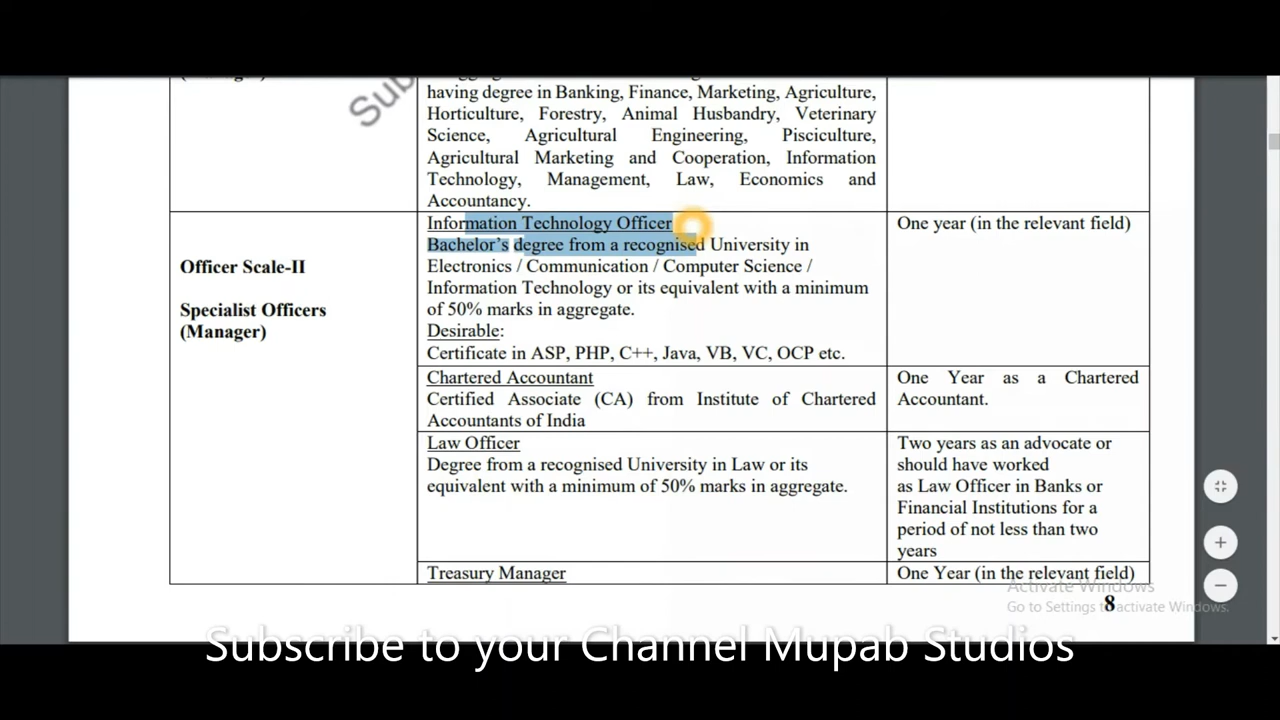 Sub
having degree in Banking, Finance, Marketing, Agriculture,
Horticulture, Forestry, Animal Husbandry, Veterinary
Science, Agricultural Engineering, Pisciculture,
Agricultural Marketing and Cooperation, Information
Technology, Management, Law, Economics and
Accountancy.
Officer Scale-II
Specialist Officers
(Manager)
Information Technology Officer
Bachelor’s degree from a recognised University in
Electronics / Communication / Computer Science /
Information Technology or its equivalent with a minimum
of 50% marks in aggregate.
Desirable:
Certificate in ASP, PHP, C++, Java, VB, VC, OCP etc.
One year (in the relevant field)
Chartered Accountant
Certified Associate (CA) from Institute of Chartered
Accountants of India
One Year as a Chartered
Accountant.
Law Officer
Degree from a recognised University in Law or its
equivalent with a minimum of 50% marks in aggregate.
Two years as an advocate or
should have worked
as Law Officer in Banks or
Financial Institutions for a
period of not less than two
years
Treasury Manager
One Year (in the relevant field)
Activate Windows
Go to Settings to activate Windows.
8
Subscribe to your Channel Mupab Studios